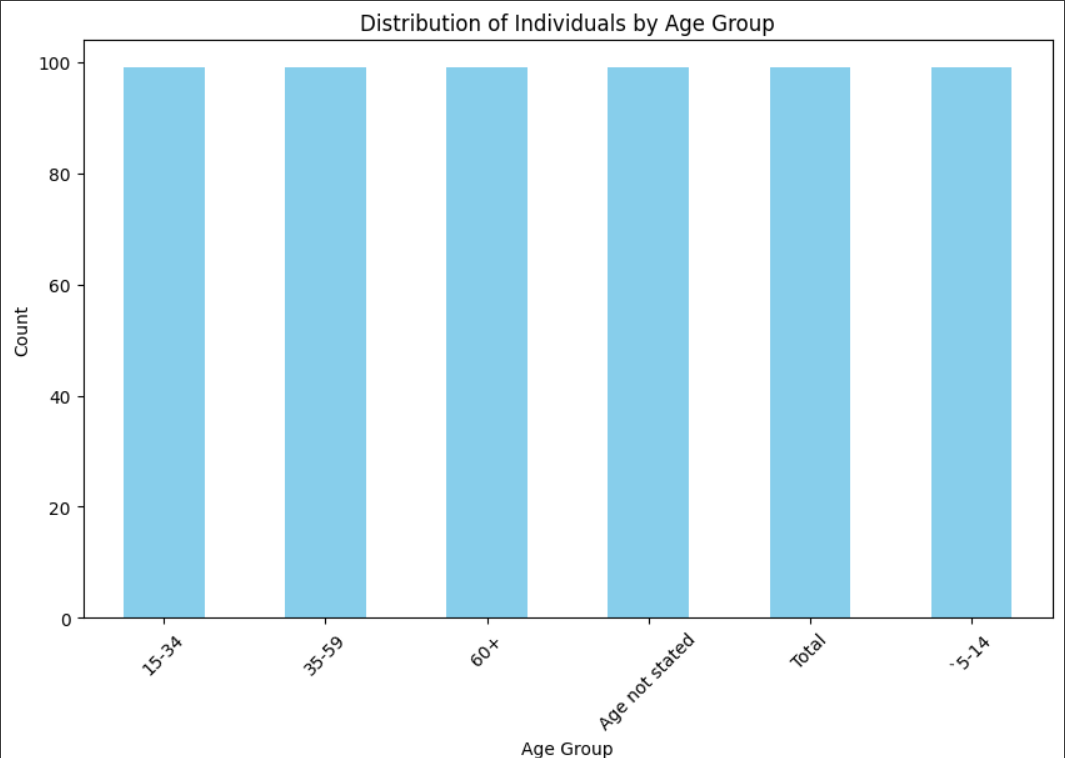 Distribution of Individuals by Age Group
100
80
60
40
20
0
Count
15-34
35-59
60+
Age not stated
Total
`5-14
Age Group